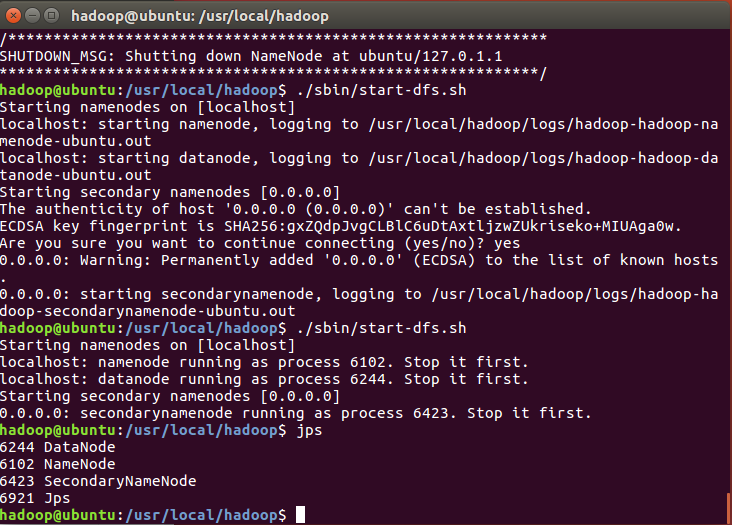 hadoop@ubuntu: /usr/local/hadoop
/************************************************************
SHUTDOWN_MSG: Shutting down NameNode at ubuntu/127.0.1.1
************************************************************/
hadoop@ubuntu:/usr/local/hadoop$ ./sbin/start-dfs.sh
Starting namenodes on [localhost]
localhost: starting namenode, logging to /usr/local/hadoop/logs/hadoop-hadoop-na
menode-ubuntu.out
localhost: starting datanode, logging to /usr/local/hadoop/logs/hadoop-hadoop-da
tanode-ubuntu.out
Starting secondary namenodes [0.0.0.0]
The authenticity of host '0.0.0.0 (0.0.0.0)' can't be established.
ECDSA key fingerprint is SHA256:gxZQdpJvgCLBlC6uDtAxtljzwZUkriseko+MIUAga0w.
Are you sure you want to continue connecting (yes/no)? yes
0.0.0.0: Warning: Permanently added '0.0.0.0' (ECDSA) to the list of known hosts
.
0.0.0.0: starting secondarynamenode, logging to /usr/local/hadoop/logs/hadoop-ha
doop-secondarynamenode-ubuntu.out
hadoop@ubuntu:/usr/local/hadoop$ ./sbin/start-dfs.sh
Starting namenodes on [localhost]
localhost: namenode running as process 6102. Stop it first.
localhost: datanode running as process 6244. Stop it first.
Starting secondary namenodes [0.0.0.0]
0.0.0.0: secondarynamenode running as process 6423. Stop it first.
hadoop@ubuntu:/usr/local/hadoop$ jps
6244 DataNode
6102 NameNode
6423 SecondaryNameNode
6921 Jps
hadoop@ubuntu:/usr/local/hadoop$